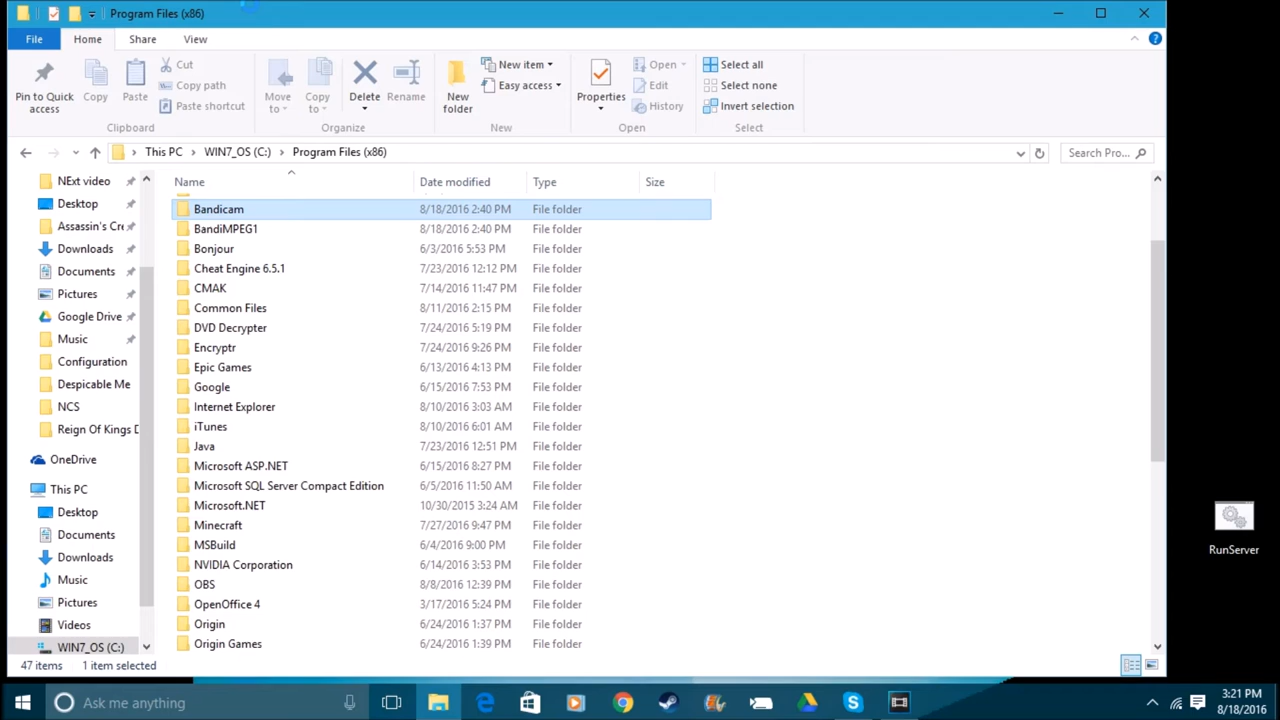 Program Files (x86)
File Home Share View
Pin to Quick access
Copy
Paste
Cut
Copy path
Paste shortcut
Clipboard
Move to
Copy to
Delete
Rename
Organize
New folder
New item
Easy access
New
Properties
Open
Edit
History
Open
Select all
Select none
Invert selection
Select
This PC > WIN7_OS (C:) > Program Files (x86)
Search Pro...
NExt video
Desktop
Assassin's Cre
Downloads
Documents
Pictures
Google Drive
Music
Configuration
Despicable Me
NCS
Reign Of Kings D
OneDrive
This PC
Desktop
Documents
Downloads
Music
Pictures
Videos
WIN7_OS (C:)
Name Date modified Type Size
Bandicam 8/18/2016 2:40 PM File folder
BandiMPEG1 8/18/2016 2:40 PM File folder
Bonjour 6/3/2016 5:53 PM File folder
Cheat Engine 6.5.1 7/23/2016 12:12 PM File folder
CMAK 7/14/2016 11:47 PM File folder
Common Files 8/11/2016 2:15 PM File folder
DVD Decrypter 7/24/2016 5:19 PM File folder
Encryptr 7/24/2016 9:26 PM File folder
Epic Games 6/13/2016 4:13 PM File folder
Google 6/15/2016 7:53 PM File folder
Internet Explorer 8/10/2016 3:03 AM File folder
iTunes 8/10/2016 6:01 AM File folder
Java 7/23/2016 12:51 PM File folder
Microsoft ASP.NET 6/15/2016 8:27 PM File folder
Microsoft SQL Server Compact Edition 6/5/2016 11:50 AM File folder
Microsoft.NET 10/30/2015 3:24 AM File folder
Minecraft 7/27/2016 9:47 PM File folder
MSBuild 6/4/2016 9:00 PM File folder
NVIDIA Corporation 6/14/2016 3:53 PM File folder
OBS 8/8/2016 12:39 PM File folder
OpenOffice 4 3/17/2016 5:24 PM File folder
Origin 6/24/2016 1:37 PM File folder
Origin Games 6/24/2016 1:39 PM File folder
47 items 1 item selected
RunServer
Ask me anything
3:21 PM
8/18/2016